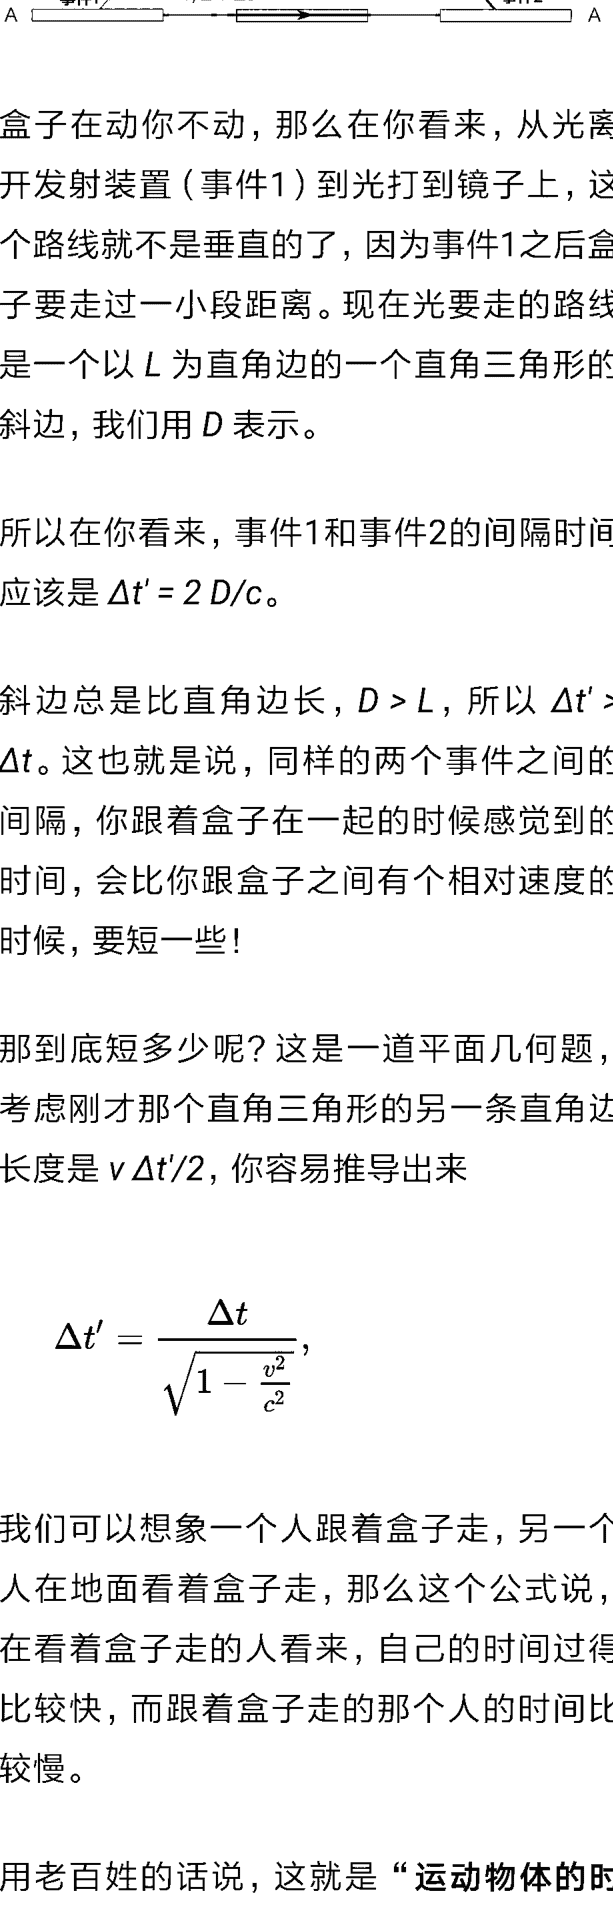 A A
盒子在动你不动，那么在你看来，从光离
开发射装置（事件1）到光打到镜子上，这
个路线就不是垂直的了，因为事件1之后盒
子要走过一小段距离。现在光要走的路线
是一个以 L 为直角边的一个直角三角形的
斜边，我们用 D 表示。
所以在你看来，事件1和事件2的间隔时间
应该是 Δt' = 2 D/c。
斜边总是比直角边长，D > L，所以 Δt' >
Δt。这也就是说，同样的两个事件之间的
间隔，你跟着盒子在一起的时候感觉到的
时间，会比你跟盒子之间有个相对速度的
时候，要短一些！
那到底短多少呢？这是一道平面几何题，
考虑刚才那个直角三角形的另一条直角边
长度是 v Δt'/2，你容易推导出来
Δt′ = Δt / √(1 − v²/c²),
我们可以想象一个人跟着盒子走，另一个
人在地面看着盒子走，那么这个公式说，
在看着盒子走的人看来，自己的时间过得
比较快，而跟着盒子走的那个人的时间比
较慢。
用老百姓的话说，这就是“运动物体的时